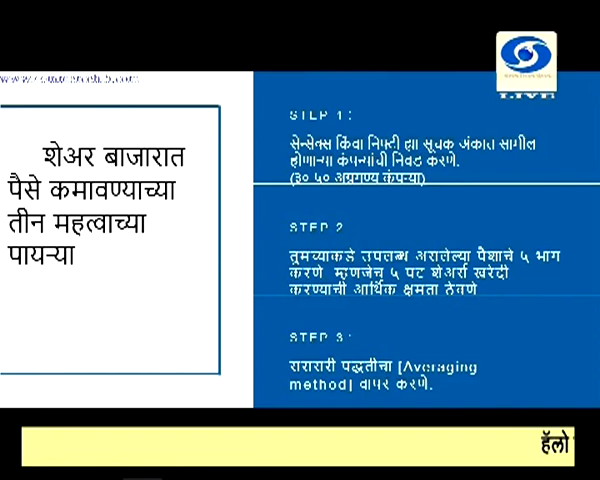 शेअर बाजारात
पैसे कमावण्याच्या
तीन महत्वाच्या
पायऱ्या
STEP 1:
सेन्सेक्स किंवा निफ्टी ह्या सूचक अंकात सामील
होणाऱ्या कंपन्यांची निवड करणे.
(३० ५० अग्रगण्य कंपन्या)
STEP 2
तुमच्याकडे उपलब्ध असलेल्या पैशाचे ५ भाग
करणे म्हणजेच ५ पट शेअर्स खरेदी
करण्याची आर्थिक क्षमता ठेवणे
STEP 3:
सरासरी पद्धतीचा [Averaging
method] वापर करणे.
LIVE
हॅलो